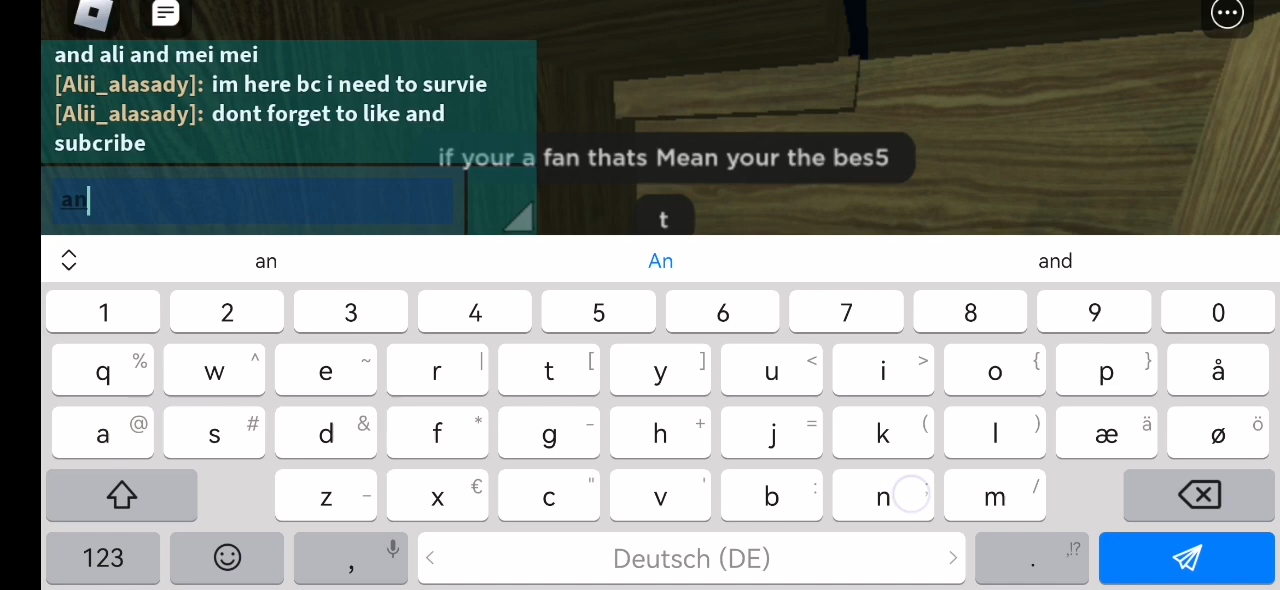 and ali and mei mei
[Alii_alasady]: im here bc i need to survie
[Alii_alasady]: dont forget to like and
subcribe
if your a fan thats Mean your the bes5
t
an
an An and
1 2 3 4 5 6 7 8 9 0
q % w ^ e ~ r | t [ y ] u < i > o { p } å
a @ s # d & f * g - h + j = k ( l ) æ ä ø ö
z _ x € c " v ' b : n ; m /
123 , < Deutsch (DE) > . ,!?